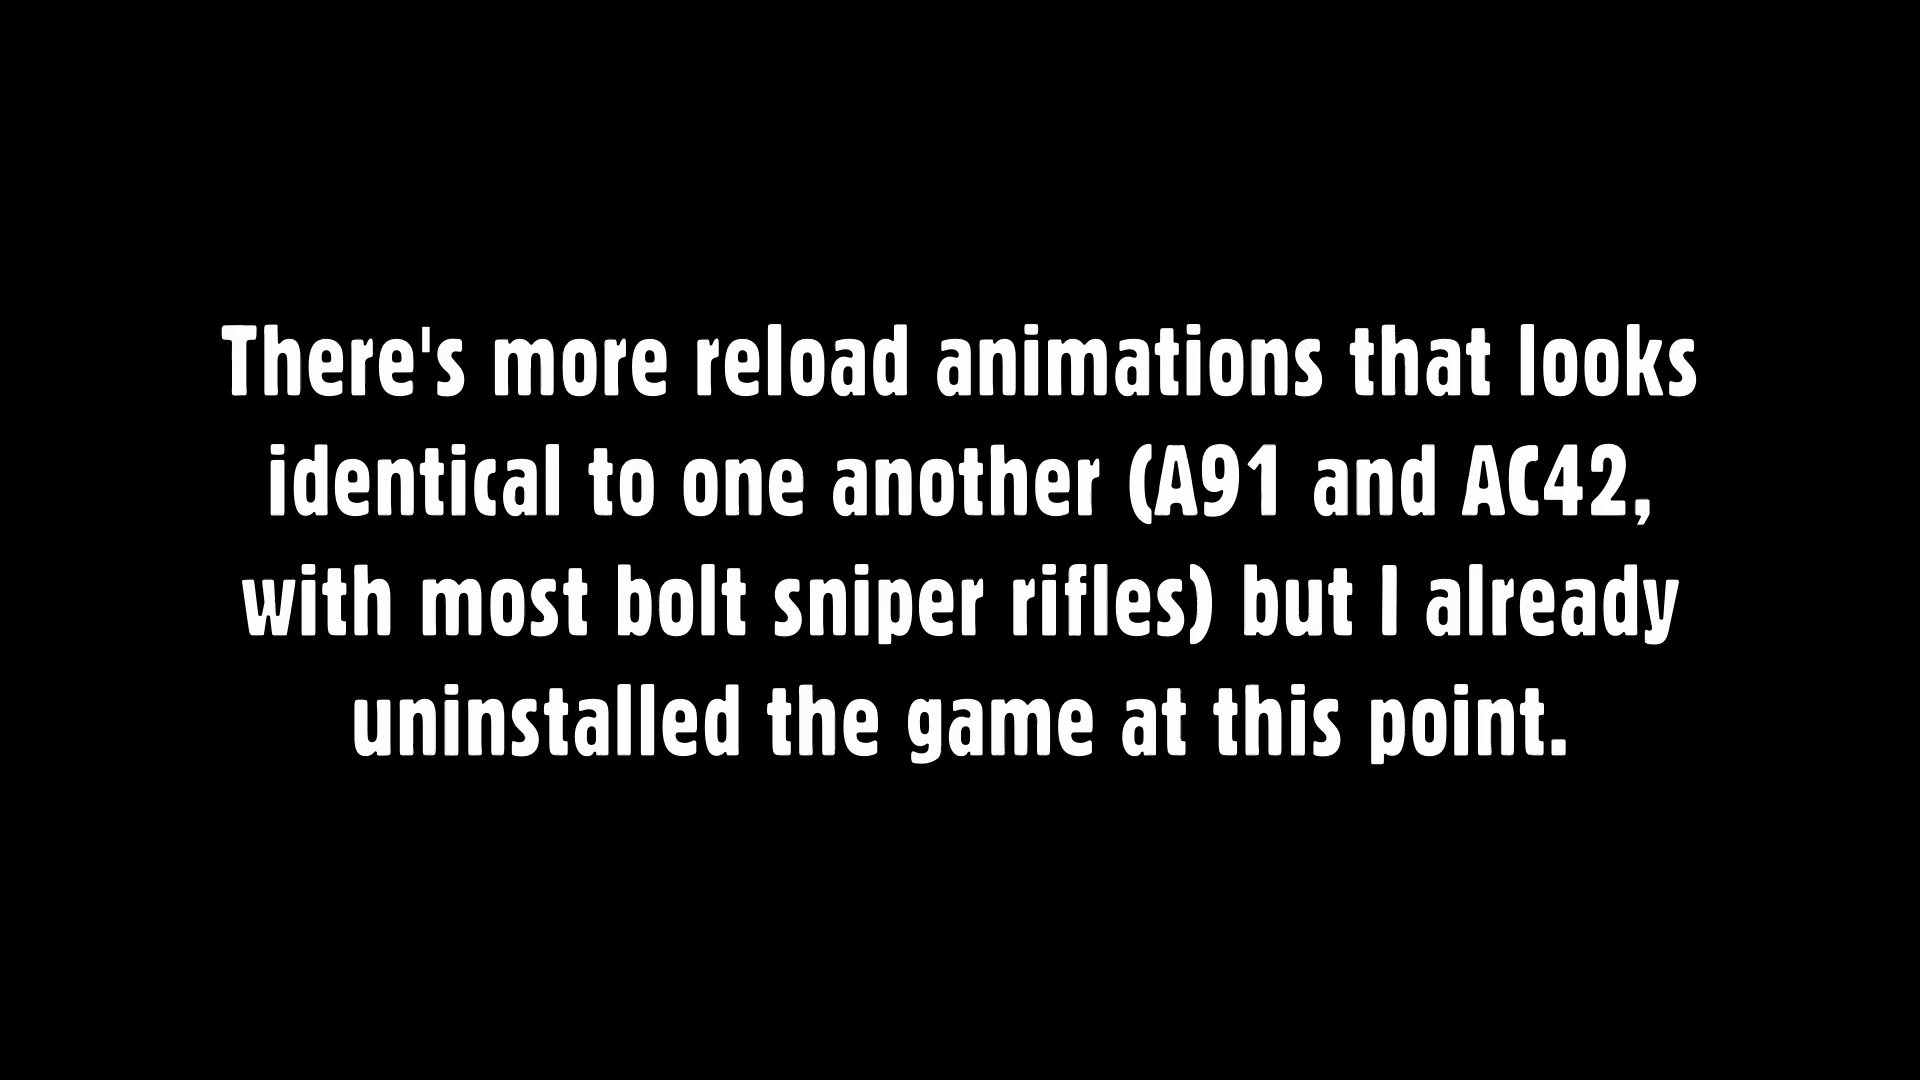 There's more reload animations that looks
identical to one another (A91 and AC42,
with most bolt sniper rifles) but I already
uninstalled the game at this point.